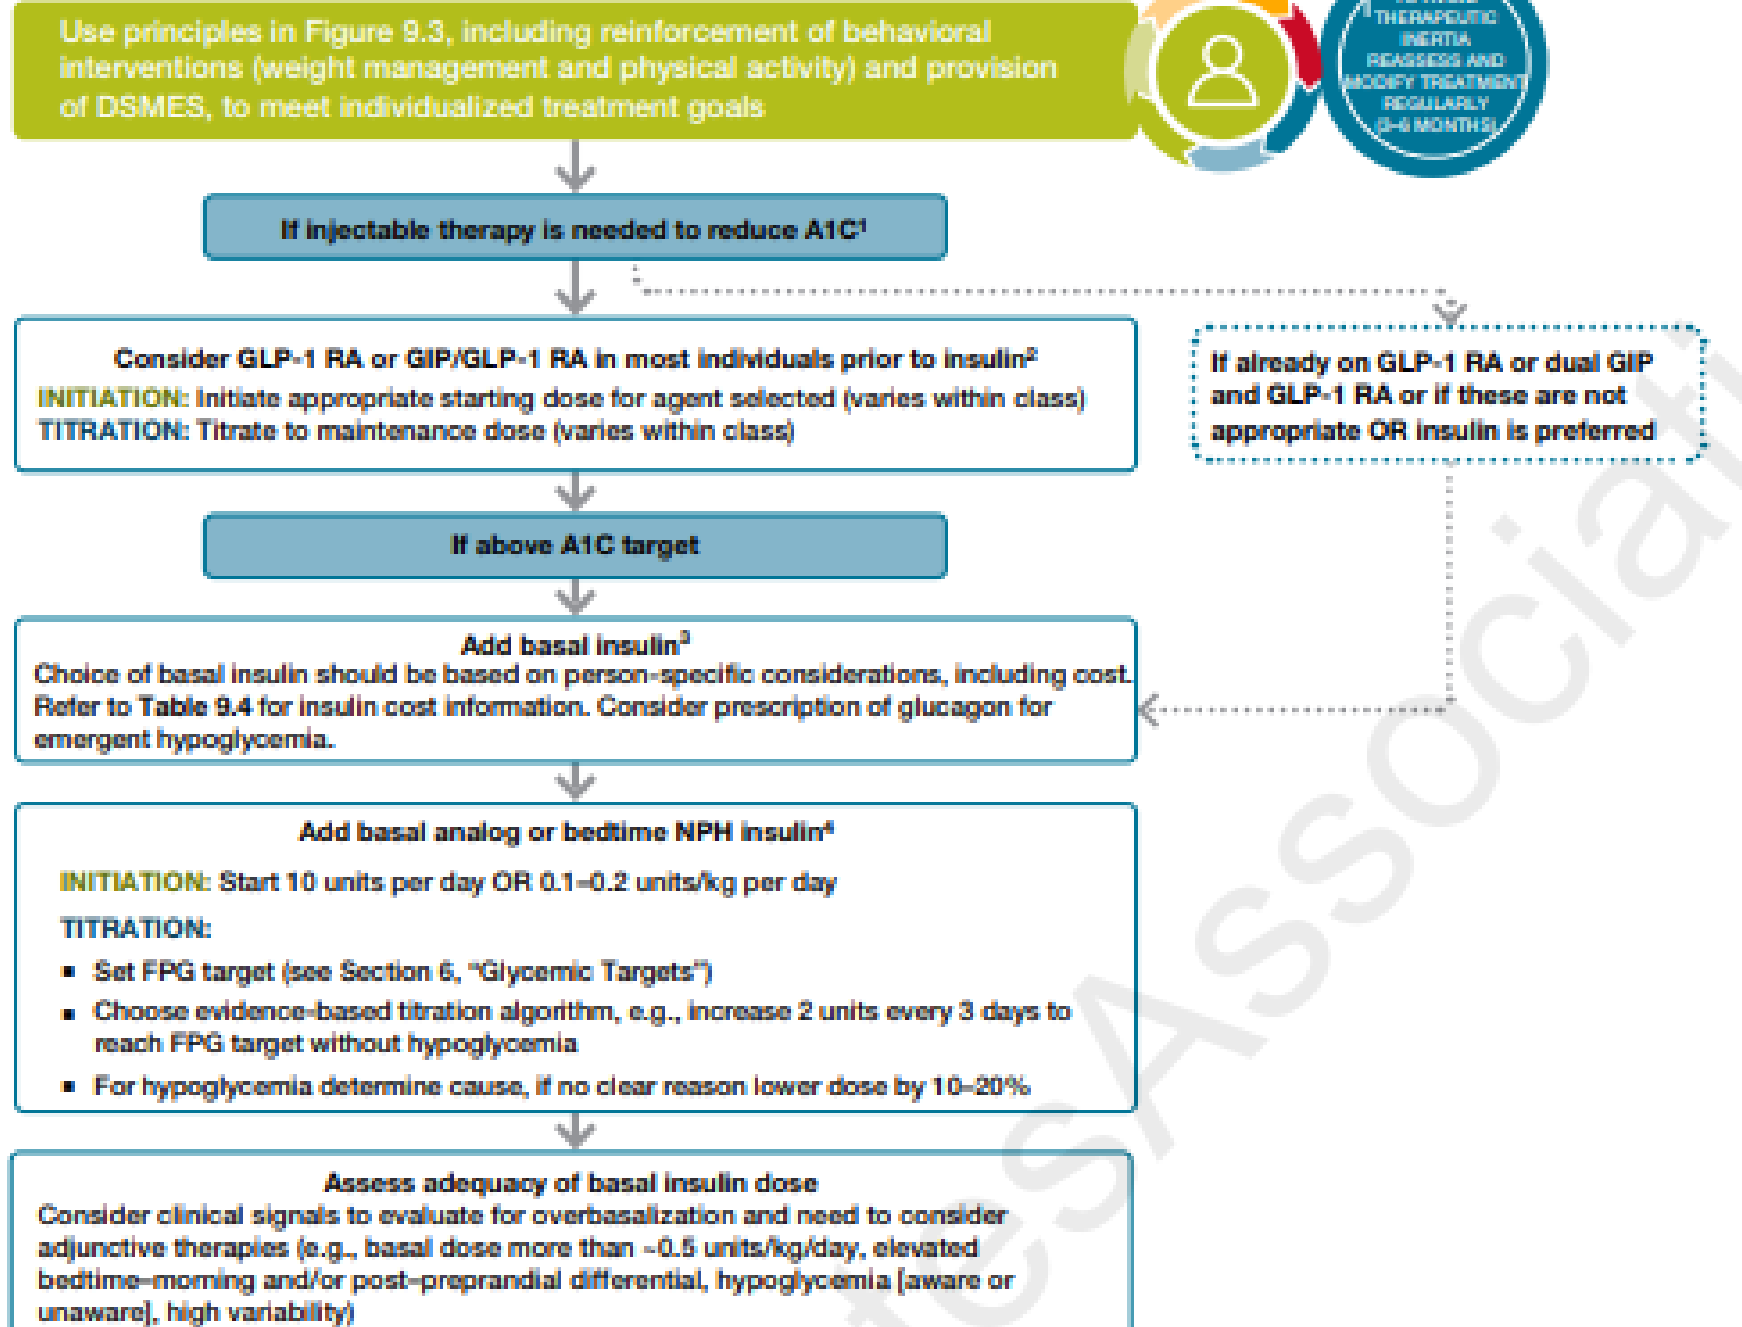 Use principles in Figure 9.3, including reinforcement of behavioral
interventions (weight management and physical activity) and provision
of DSMES, to meet individualized treatment goals
THERAPEUTIC
INERTIA
REASSESS AND
MODIFY TREATMENT
REGULARLY
(3–6 MONTHS)
If injectable therapy is needed to reduce A1C¹
Consider GLP-1 RA or GIP/GLP-1 RA in most individuals prior to insulin²
INITIATION: Initiate appropriate starting dose for agent selected (varies within class)
TITRATION: Titrate to maintenance dose (varies within class)
If already on GLP-1 RA or dual GIP
and GLP-1 RA or if these are not
appropriate OR insulin is preferred
If above A1C target
Add basal insulin³
Choice of basal insulin should be based on person-specific considerations, including cost.
Refer to Table 9.4 for insulin cost information. Consider prescription of glucagon for
emergent hypoglycemia.
Add basal analog or bedtime NPH insulin⁴
INITIATION: Start 10 units per day OR 0.1–0.2 units/kg per day
TITRATION:
▪ Set FPG target (see Section 6, “Glycemic Targets”)
▪ Choose evidence-based titration algorithm, e.g., increase 2 units every 3 days to
reach FPG target without hypoglycemia
▪ For hypoglycemia determine cause, if no clear reason lower dose by 10–20%
Assess adequacy of basal insulin dose
Consider clinical signals to evaluate for overbasalization and need to consider
adjunctive therapies (e.g., basal dose more than ~0.5 units/kg/day, elevated
bedtime–morning and/or post–preprandial differential, hypoglycemia [aware or
unaware], high variability)
tesAssociati